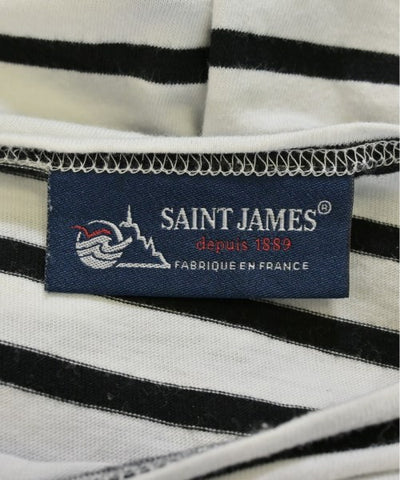 SAINT JAMES®
depuis 1889
FABRIQUE EN FRANCE